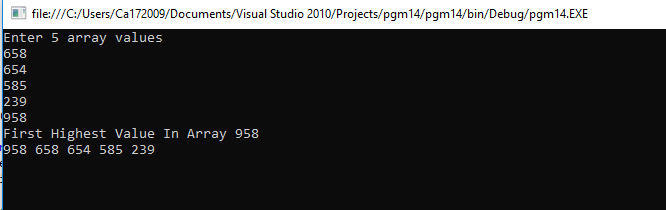 file:///C:/Users/Ca172009/Documents/Visual Studio 2010/Projects/pgm14/pgm14/bin/Debug/pgm14.EXE
Enter 5 array values
658
654
585
239
958
First Highest Value In Array 958
958 658 654 585 239